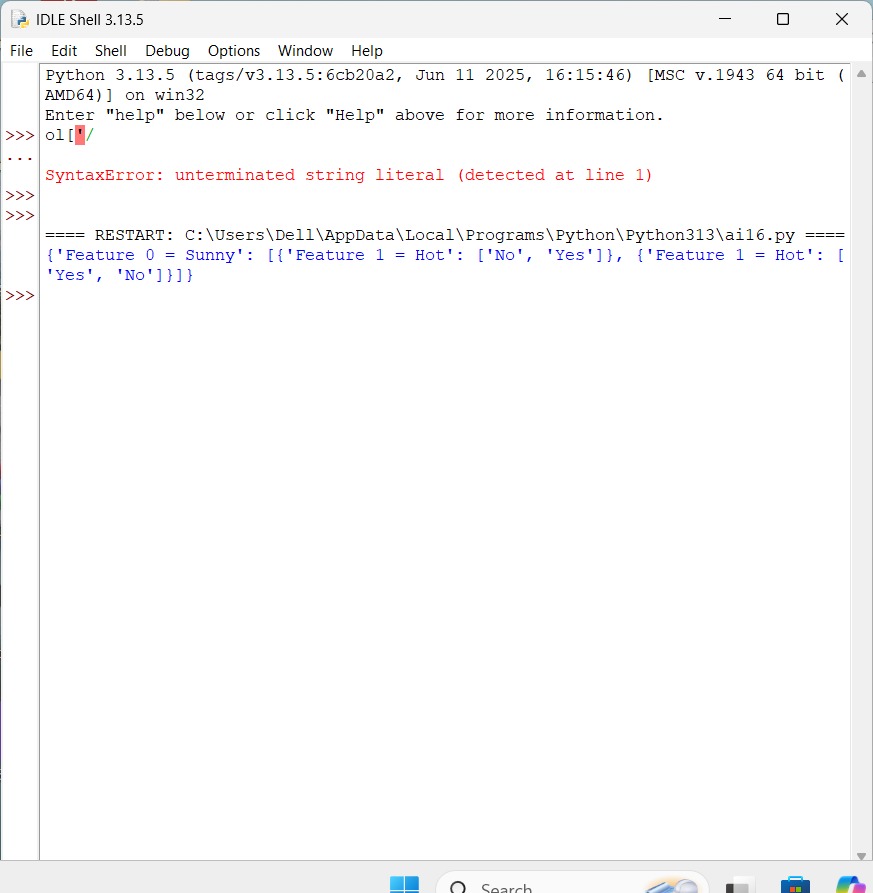 IDLE Shell 3.13.5
File Edit Shell Debug Options Window Help
Python 3.13.5 (tags/v3.13.5:6cb20a2, Jun 11 2025, 16:15:46) [MSC v.1943 64 bit (
AMD64)] on win32
Enter "help" below or click "Help" above for more information.
>>> ol['/
...
SyntaxError: unterminated string literal (detected at line 1)
>>>
>>>
==== RESTART: C:\Users\Dell\AppData\Local\Programs\Python\Python313\ai16.py ====
{'Feature 0 = Sunny': [{'Feature 1 = Hot': ['No', 'Yes']}, {'Feature 1 = Hot': [
'Yes', 'No']}]}
>>>
Search